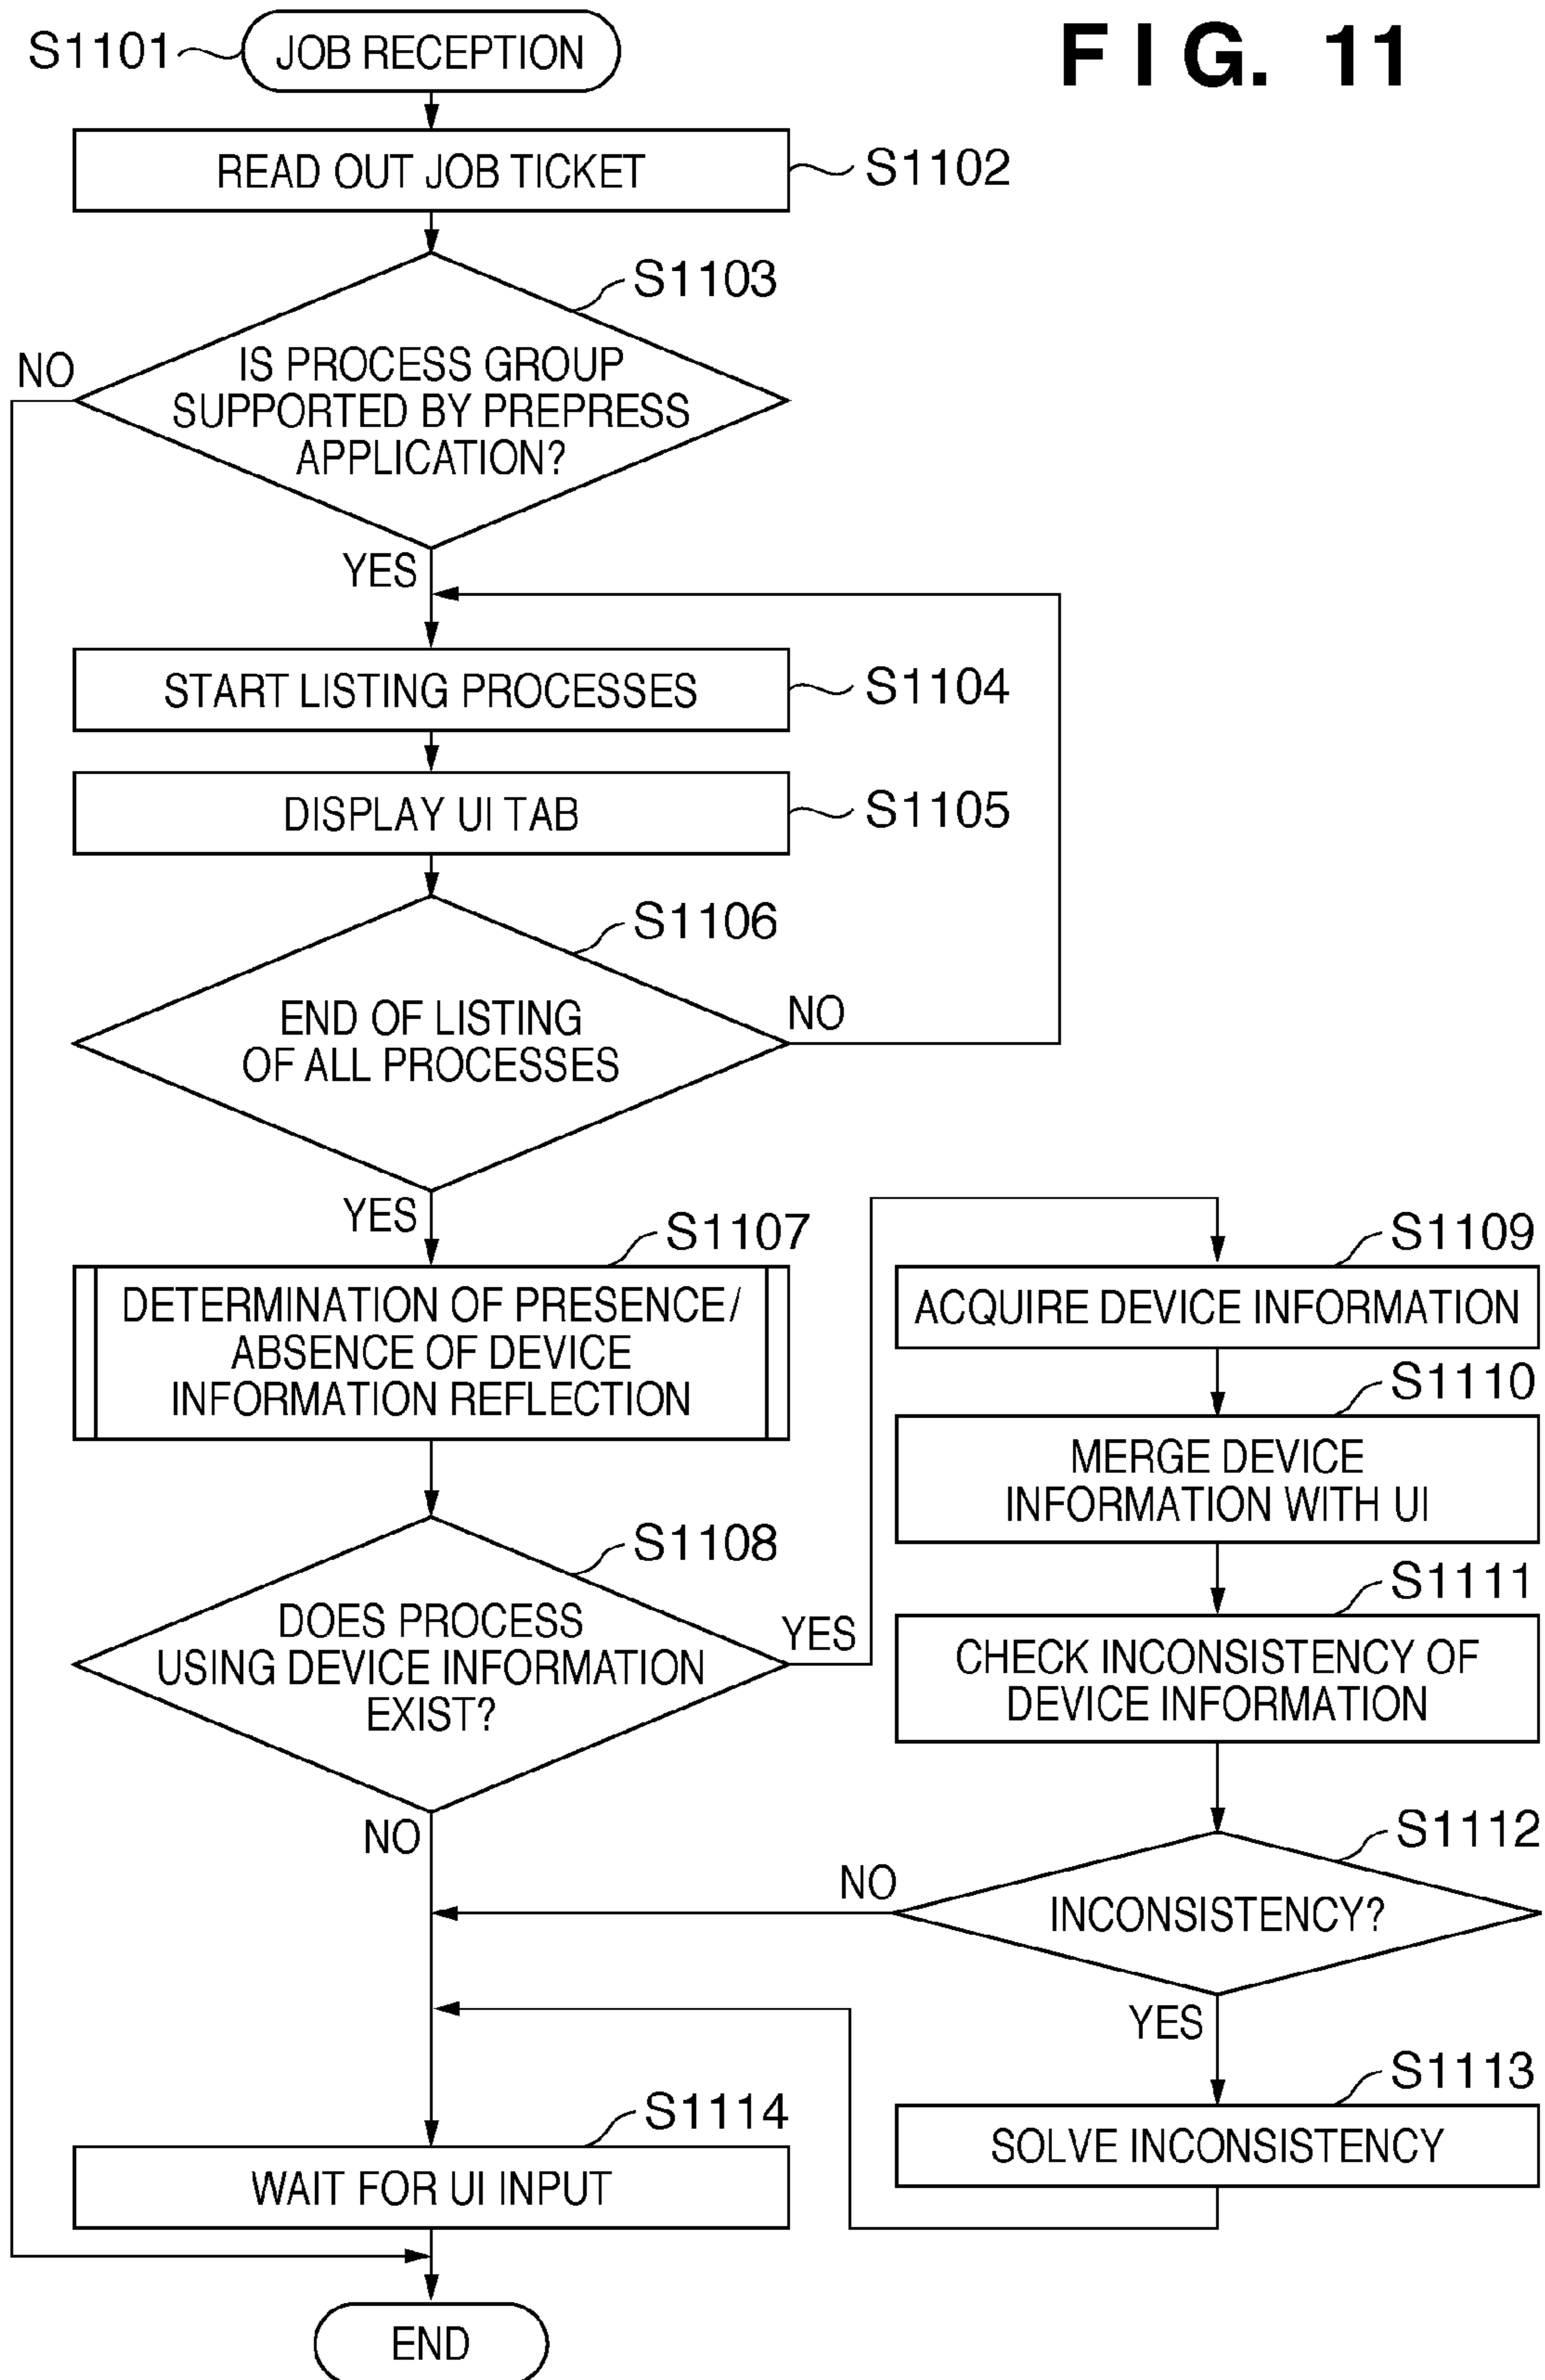 FIG. 11
S1101
JOB RECEPTION
READ OUT JOB TICKET
S1102
S1103
IS PROCESS GROUP
SUPPORTED BY PREPRESS
APPLICATION?
NO
YES
START LISTING PROCESSES
S1104
DISPLAY UI TAB
S1105
S1106
END OF LISTING
OF ALL PROCESSES
NO
YES
S1107
DETERMINATION OF PRESENCE/
ABSENCE OF DEVICE
INFORMATION REFLECTION
S1108
DOES PROCESS
USING DEVICE INFORMATION
EXIST?
YES
NO
S1109
ACQUIRE DEVICE INFORMATION
S1110
MERGE DEVICE
INFORMATION WITH UI
S1111
CHECK INCONSISTENCY OF
DEVICE INFORMATION
S1112
INCONSISTENCY?
NO
YES
S1113
SOLVE INCONSISTENCY
S1114
WAIT FOR UI INPUT
END